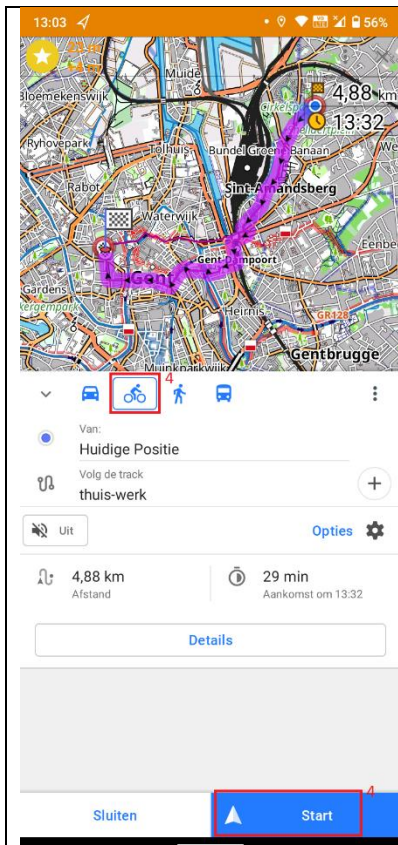 13:03
56%
Muide
Bloemekenswijk
4,88 km
13:32
Ryhovepark
Tolhuis
Bundel Groene Banaan
Rabot
Sint-Amandsberg
Waterwijk
Gent-Dampoort
Gent
Heirnis
GR128
Gentbrugge
4
Van:
Huidige Positie
Volg de track
thuis-werk
Uit
Opties
4,88 km
29 min
Afstand
Aankomst om 13:32
Details
4
Sluiten
Start